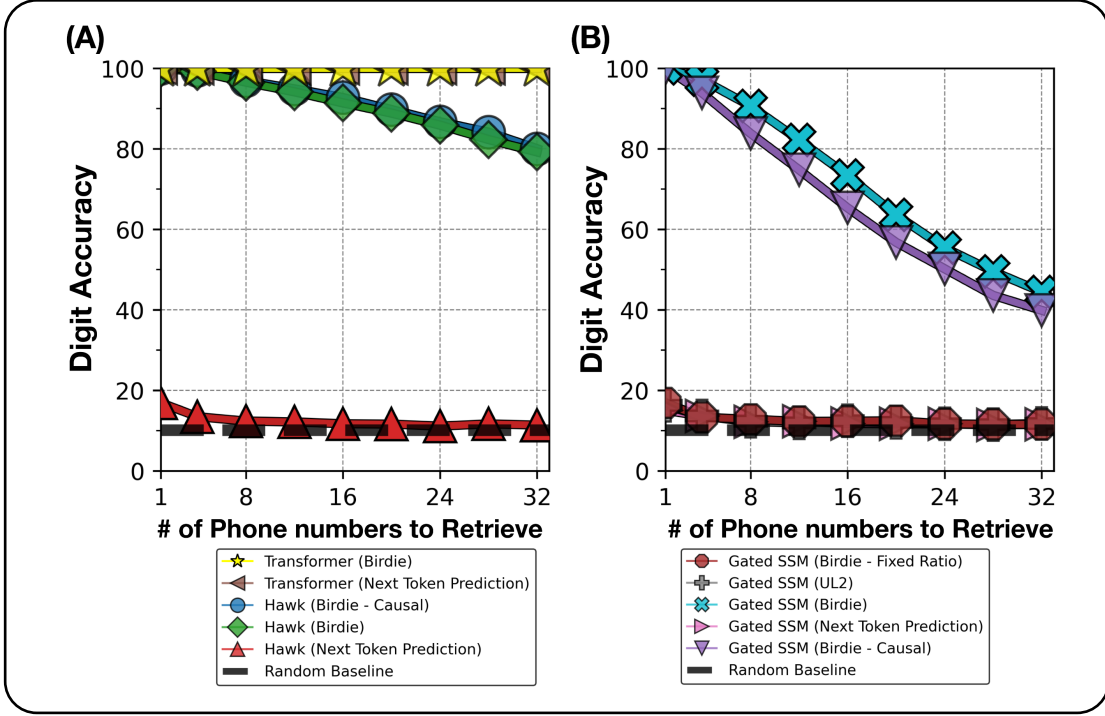 (A)
100
80
60
40
20
0
Digit Accuracy
1 8 16 24 32
# of Phone numbers to Retrieve
Transformer (Birdie)
Transformer (Next Token Prediction)
Hawk (Birdie - Causal)
Hawk (Birdie)
Hawk (Next Token Prediction)
Random Baseline
(B)
100
80
60
40
20
0
Digit Accuracy
1 8 16 24 32
# of Phone numbers to Retrieve
Gated SSM (Birdie - Fixed Ratio)
Gated SSM (UL2)
Gated SSM (Birdie)
Gated SSM (Next Token Prediction)
Gated SSM (Birdie - Causal)
Random Baseline